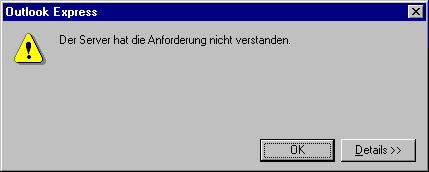 Outlook Express
Der Server hat die Anforderung nicht verstanden.
OK
Details >>